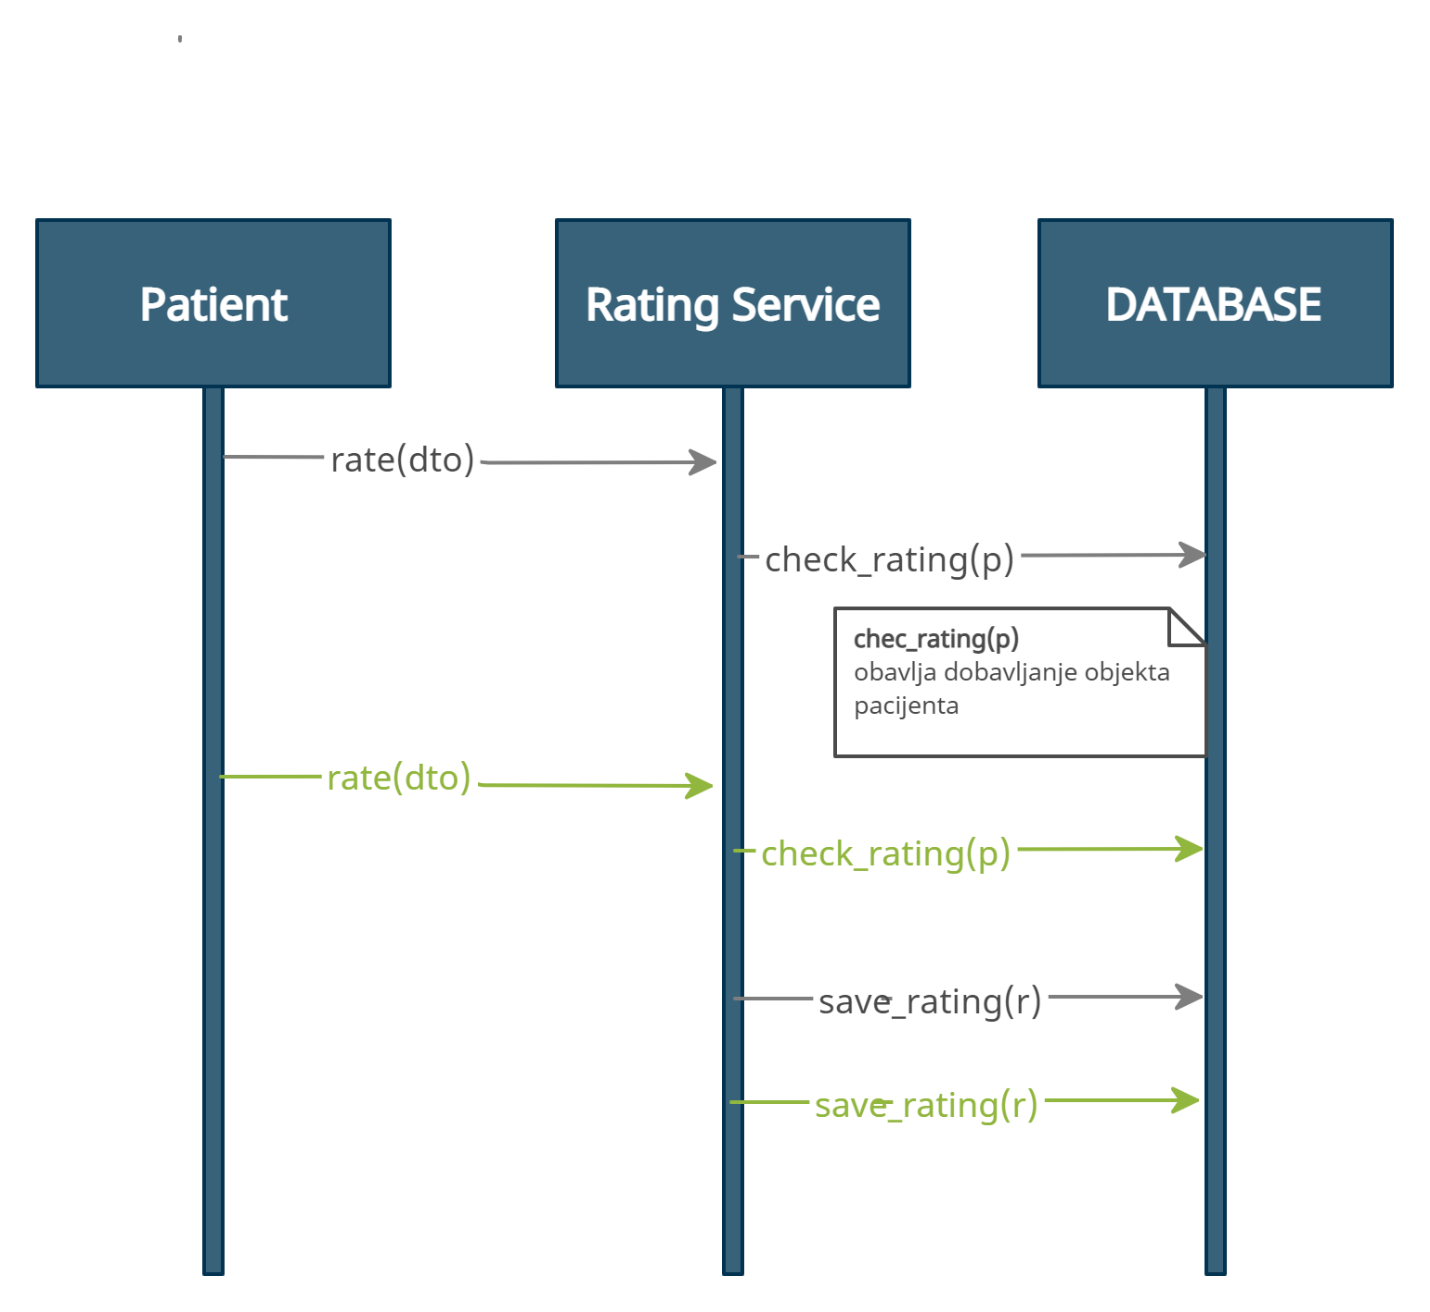 Patient
Rating Service
DATABASE
rate(dto)
check_rating(p)
chec_rating(p)
obavlja dobavljanje objekta
pacijenta
rate(dto)
check_rating(p)
save_rating(r)
save_rating(r)